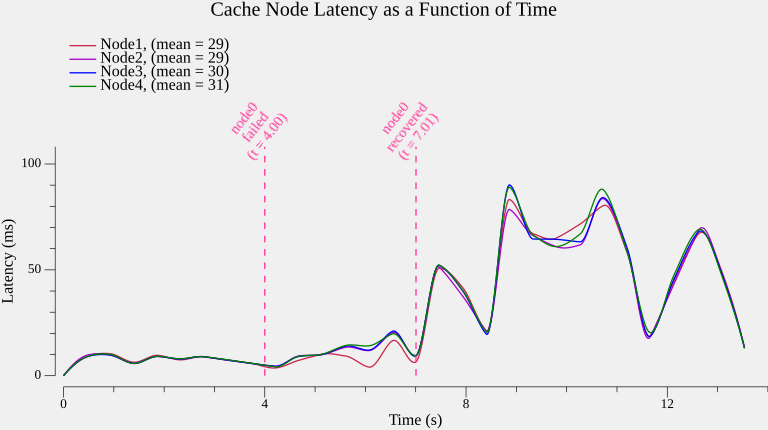 Cache Node Latency as a Function of Time
Node1, (mean = 29)
Node2, (mean = 29)
Node3, (mean = 30)
Node4, (mean = 31)
node0
failed
(t = 4.00)
node0
recovered
(t = 7.01)
100
50
0
Latency (ms)
0
4
8
12
Time (s)